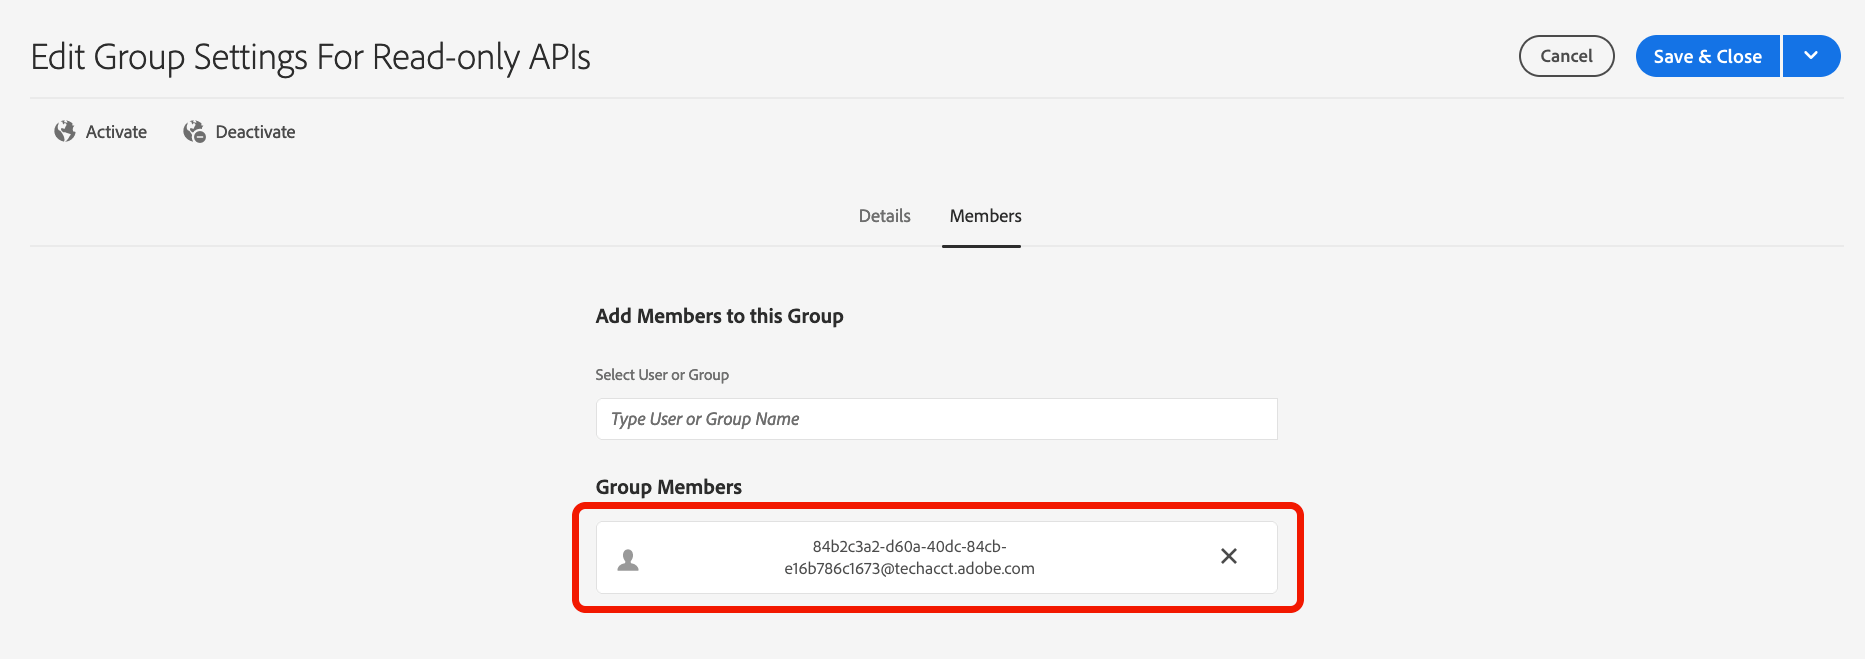 Edit Group Settings For Read-only APIs
Cancel
Save & Close
Activate
Deactivate
Details
Members
Add Members to this Group
Select User or Group
Type User or Group Name
Group Members
84b2c3a2-d60a-40dc-84cb-
e16b786c1673@techacct.adobe.com